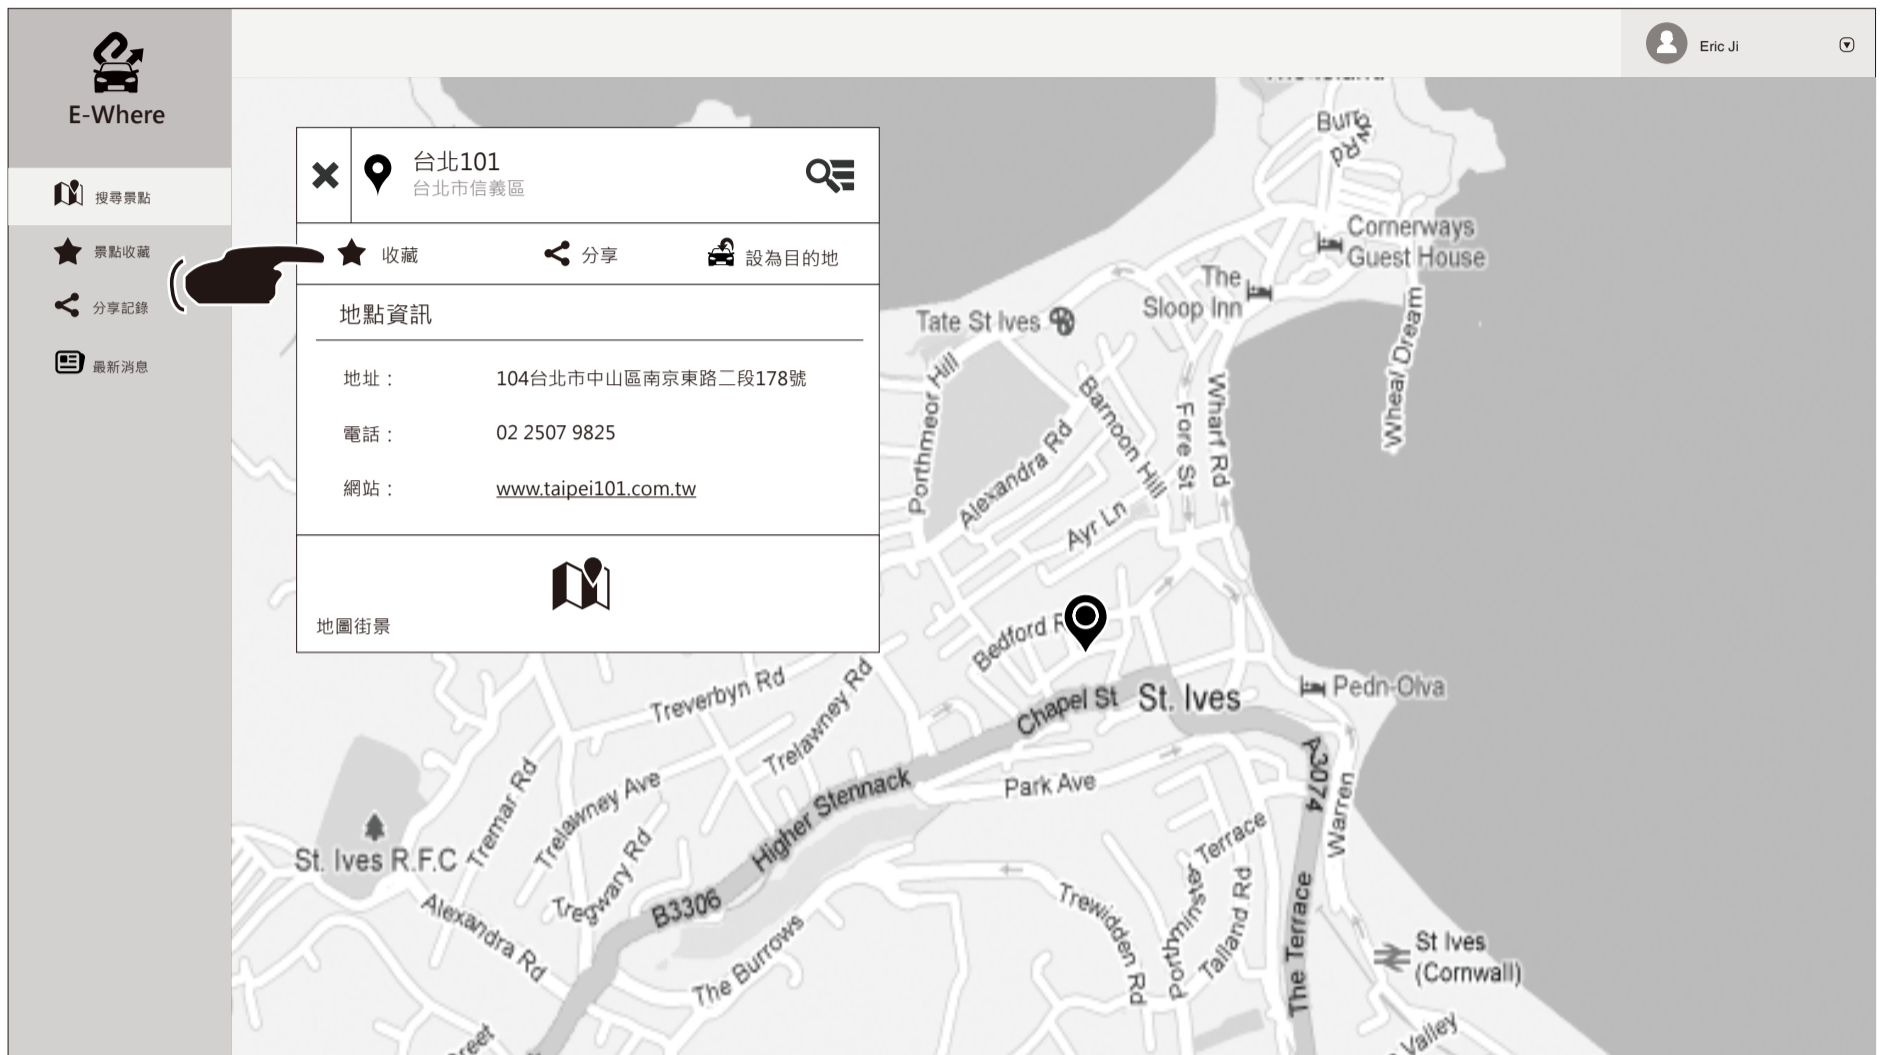 E-Where
Eric Ji
搜尋景點
景點收藏
分享記錄
最新消息
台北101
台北市信義區
收藏
分享
設為目的地
地點資訊
地址：
104台北市中山區南京東路二段178號
電話：
02 2507 9825
網站：
www.taipei101.com.tw
地圖街景
Burrow Rd
Cornerways
Guest House
The
Sloop Inn
Tate St Ives
Wheal Dream
Porthmeor Hill
Barnoon Hill
Fore St
Wharf Rd
Alexandra Rd
Ayr Ln
Bedford
Chapel St
St. Ives
Pedn-Olva
Treverbyn Rd
Trelawney Rd
Higher Stennack
Park Ave
A3074
Warren
Tremar Rd
Trelawney Ave
Tregwary Rd
St. Ives R.F.C
Alexandra Rd
B3306
The Burrows
Trewidden Rd
Porthminster Terrace
Talland Rd
The Terrace
St Ives
(Cornwall)
Valley